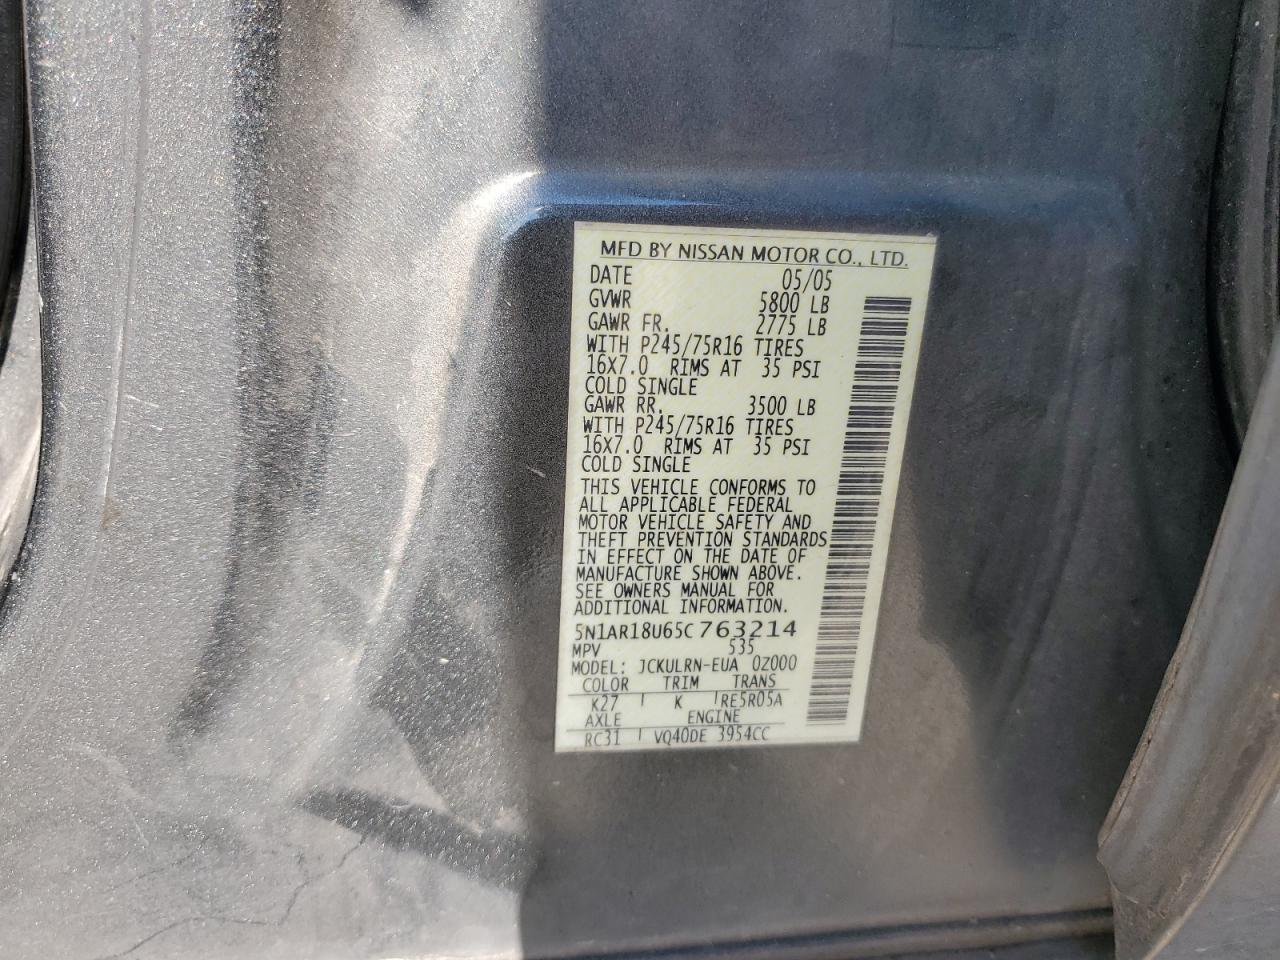 MFD BY NISSAN MOTOR CO., LTD.
DATE 05/05
GVWR 5800 LB
GAWR FR. 2775 LB
WITH P245/75R16 TIRES
16X7.0 RIMS AT 35 PSI
COLD SINGLE
GAWR RR. 3500 LB
WITH P245/75R16 TIRES
16X7.0 RIMS AT 35 PSI
COLD SINGLE
THIS VEHICLE CONFORMS TO
ALL APPLICABLE FEDERAL
MOTOR VEHICLE SAFETY AND
THEFT PREVENTION STANDARDS
IN EFFECT ON THE DATE OF
MANUFACTURE SHOWN ABOVE.
SEE OWNERS MANUAL FOR
ADDITIONAL INFORMATION.
5N1AR18U65C763214
MPV 535
MODEL: JCKULRN-EUA 0Z000
COLOR TRIM TRANS
K27 K RE5R05A
AXLE ENGINE
RC31 VQ40DE 3954CC